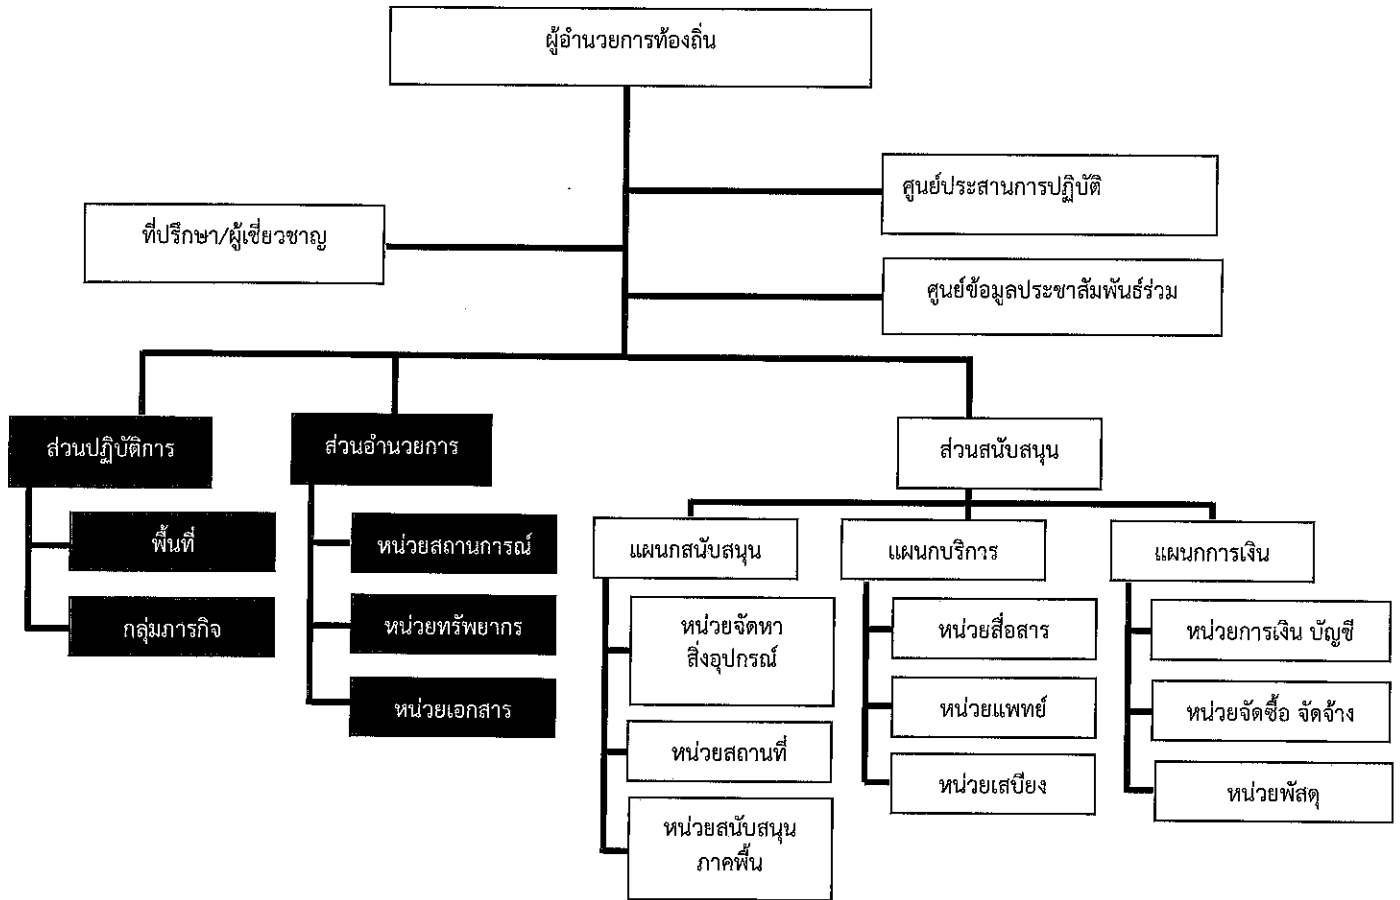 ผู้อำนวยการท้องถิ่น
ศูนย์ประสานการปฏิบัติ
ที่ปรึกษา/ผู้เชี่ยวชาญ
ศูนย์ข้อมูลประชาสัมพันธ์ร่วม
ส่วนปฏิบัติการ
ส่วนอำนวยการ
ส่วนสนับสนุน
พื้นที่
กลุ่มภารกิจ
หน่วยสถานการณ์
หน่วยทรัพยากร
หน่วยเอกสาร
แผนกสนับสนุน
แผนกบริการ
แผนกการเงิน
หน่วยจัดหา
สิ่งอุปกรณ์
หน่วยสถานที่
หน่วยสนับสนุน
ภาคพื้น
หน่วยสื่อสาร
หน่วยแพทย์
หน่วยเสบียง
หน่วยการเงิน บัญชี
หน่วยจัดซื้อ จัดจ้าง
หน่วยพัสดุ